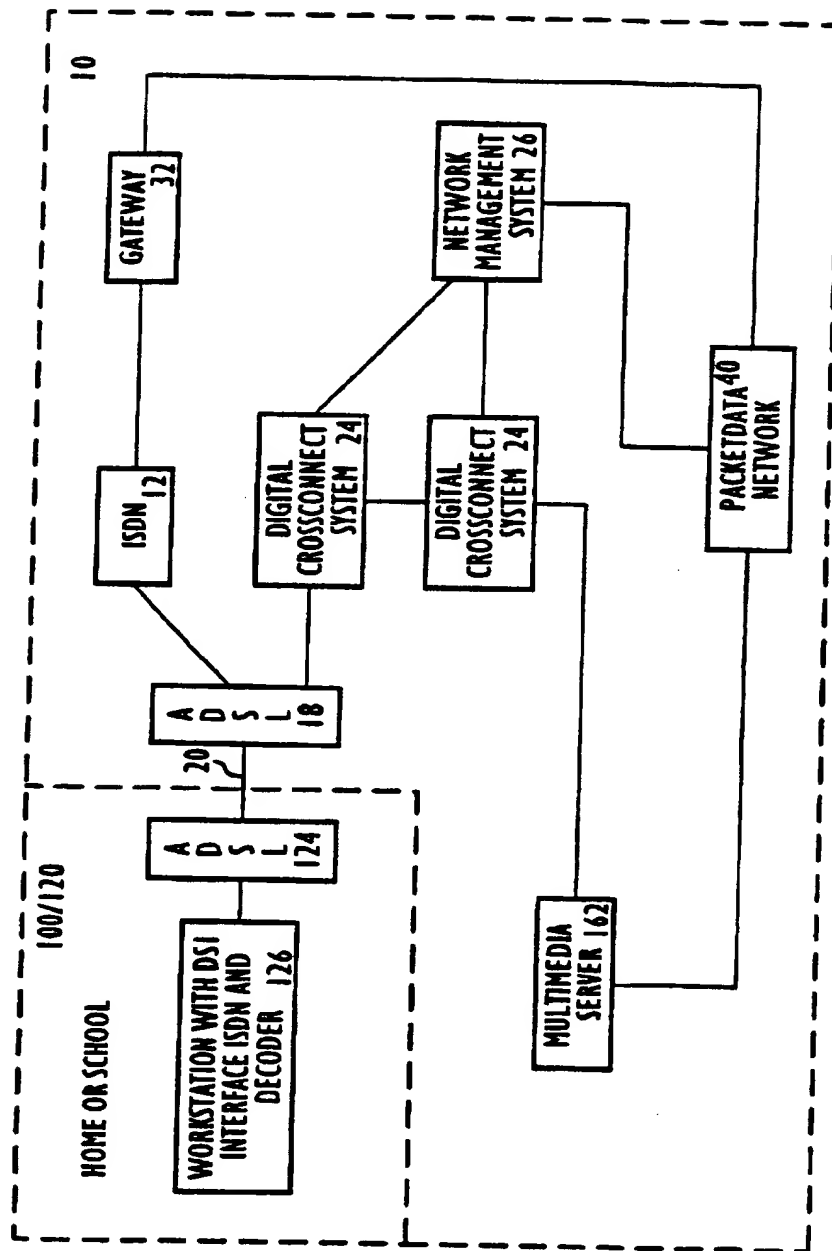 100/120
HOME OR SCHOOL
WORKSTATION WITH DS1
INTERFACE ISDN AND
DECODER 126
A
D
S
L
124
20
A
D
S
L
18
10
ISDN
12
GATEWAY
32
DIGITAL
CROSSCONNECT
SYSTEM 24
DIGITAL
CROSSCONNECT
SYSTEM 24
NETWORK
MANAGEMENT
SYSTEM 26
MULTIMEDIA
SERVER 162
PACKETDATA 40
NETWORK